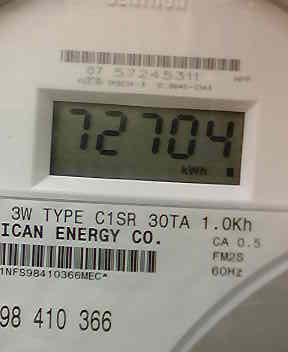 07 57245311
72704
kWh
3W TYPE C1SR 30TA 1.0Kh
ICAN ENERGY CO.
CA 0.5
FM2S
60Hz
1NFS98410366MEC*
98 410 366